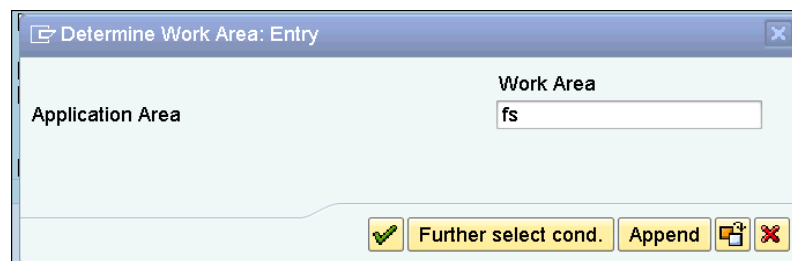 Determine Work Area: Entry
Work Area
Application Area
fs
Further select cond.
Append